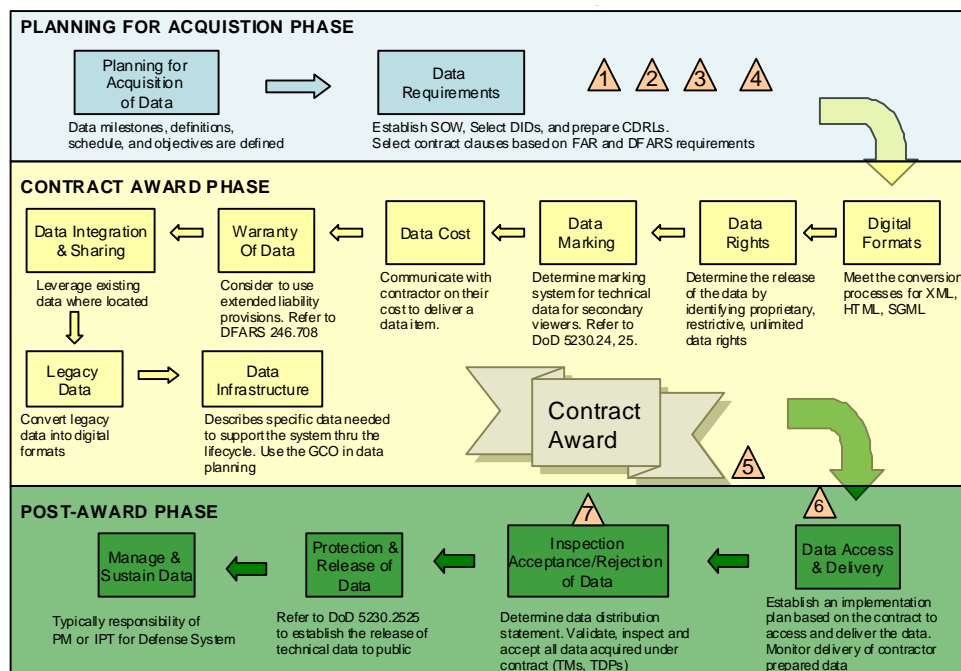 PLANNING FOR ACQUISTION PHASE
Planning for
Acquisition
of Data
Data
Requirements
1
2
3
4
Data milestones, definitions,
schedule, and objectives are defined
Establish SOW, Select DIDs, and prepare CDRLs.
Select contract clauses based on FAR and DFARS requirements
CONTRACT AWARD PHASE
Data Integration
& Sharing
Warranty
Of Data
Data Cost
Data
Marking
Data
Rights
Digital
Formats
Leverage existing
data where located
Consider to use
extended liability
provisions. Refer to
DFARS 246.708
Communicate with
contractor on their
cost to deliver a
data item.
Determine marking
system for technical
data for secondary
viewers. Refer to
DoD 5230.24, 25.
Determine the release
of the data by
identifying proprietary,
restrictive, unlimited
data rights
Meet the conversion
processes for XML,
HTML, SGML
Legacy
Data
Data
Infrastructure
Convert legacy
data into digital
formats
Describes specific data needed
to support the system thru the
lifecycle. Use the GCO in data
planning
Contract
Award
5
POST-AWARD PHASE
6
7
Manage &
Sustain Data
Protection &
Release of
Data
Inspection
Acceptance/Rejection
of Data
Data Access
& Delivery
Typically responsibility of
PM or IPT for Defense System
Refer to DoD 5230.2525
to establish the release of
technical data to public
Determine data distribution
statement. Validate, inspect and
accept all data acquired under
contract (TMs, TDPs)
Establish an implementation
plan based on the contract to
access and deliver the data.
Monitor delivery of contractor
prepared data